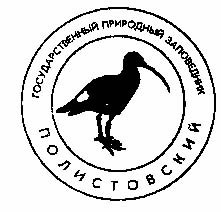 ГОСУДАРСТВЕННЫЙ ПРИРОДНЫЙ ЗАПОВЕДНИК
ПОЛИСТОВСКИЙ